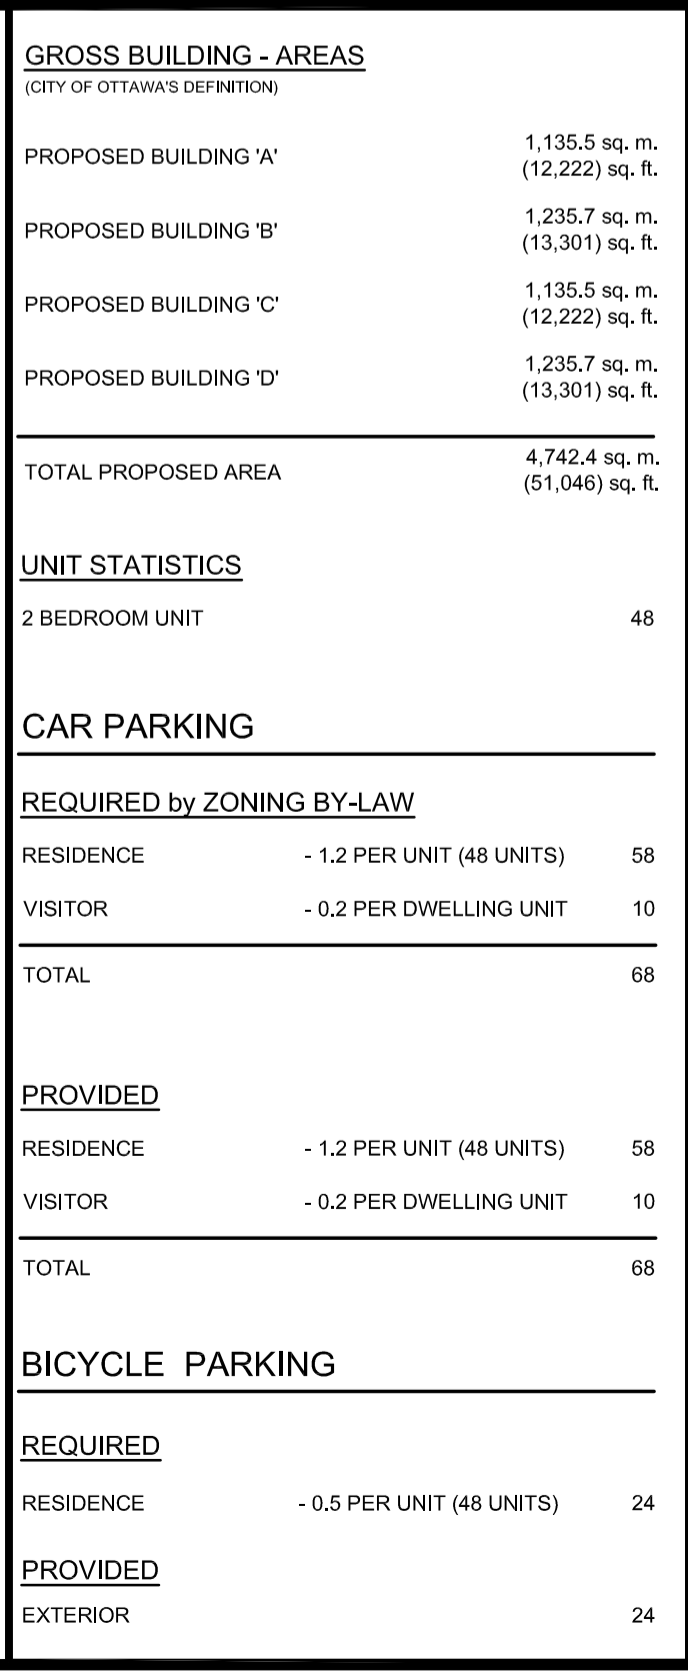 GROSS BUILDING - AREAS
(CITY OF OTTAWA'S DEFINITION)
PROPOSED BUILDING 'A' 1,135.5 sq. m.
(12,222) sq. ft.
PROPOSED BUILDING 'B' 1,235.7 sq. m.
(13,301) sq. ft.
PROPOSED BUILDING 'C' 1,135.5 sq. m.
(12,222) sq. ft.
PROPOSED BUILDING 'D' 1,235.7 sq. m.
(13,301) sq. ft.
TOTAL PROPOSED AREA 4,742.4 sq. m.
(51,046) sq. ft.
UNIT STATISTICS
2 BEDROOM UNIT 48
CAR PARKING
REQUIRED by ZONING BY-LAW
RESIDENCE - 1.2 PER UNIT (48 UNITS) 58
VISITOR - 0.2 PER DWELLING UNIT 10
TOTAL 68
PROVIDED
RESIDENCE - 1.2 PER UNIT (48 UNITS) 58
VISITOR - 0.2 PER DWELLING UNIT 10
TOTAL 68
BICYCLE PARKING
REQUIRED
RESIDENCE - 0.5 PER UNIT (48 UNITS) 24
PROVIDED
EXTERIOR 24